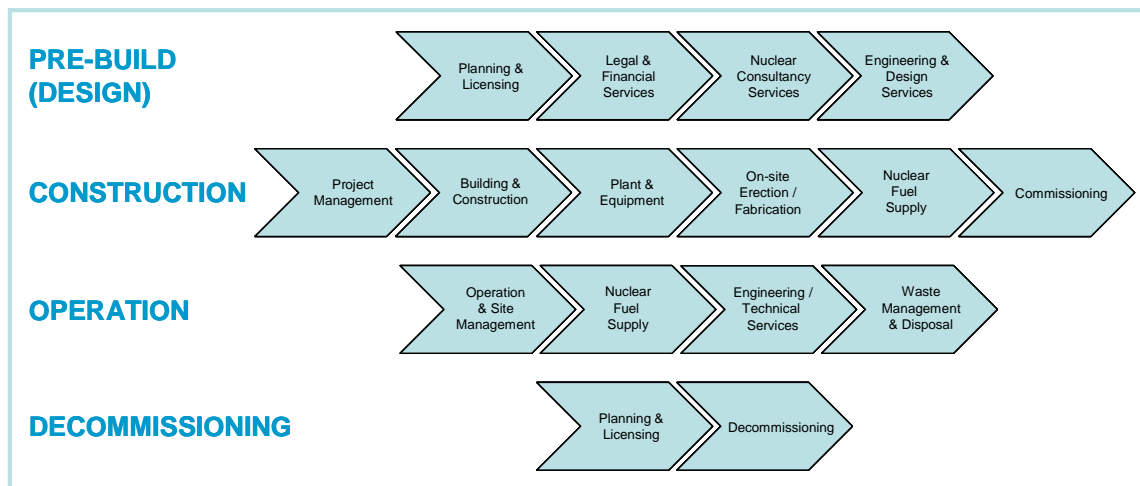 PRE-BUILD
(DESIGN)
Planning &
Licensing
Legal &
Financial
Services
Nuclear
Consultancy
Services
Engineering &
Design
Services
CONSTRUCTION
Project
Management
Building &
Construction
Plant &
Equipment
On-site
Erection /
Fabrication
Nuclear
Fuel
Supply
Commissioning
OPERATION
Operation
& Site
Management
Nuclear
Fuel
Supply
Engineering /
Technical
Services
Waste
Management
& Disposal
DECOMMISSIONING
Planning &
Licensing
Decommissioning